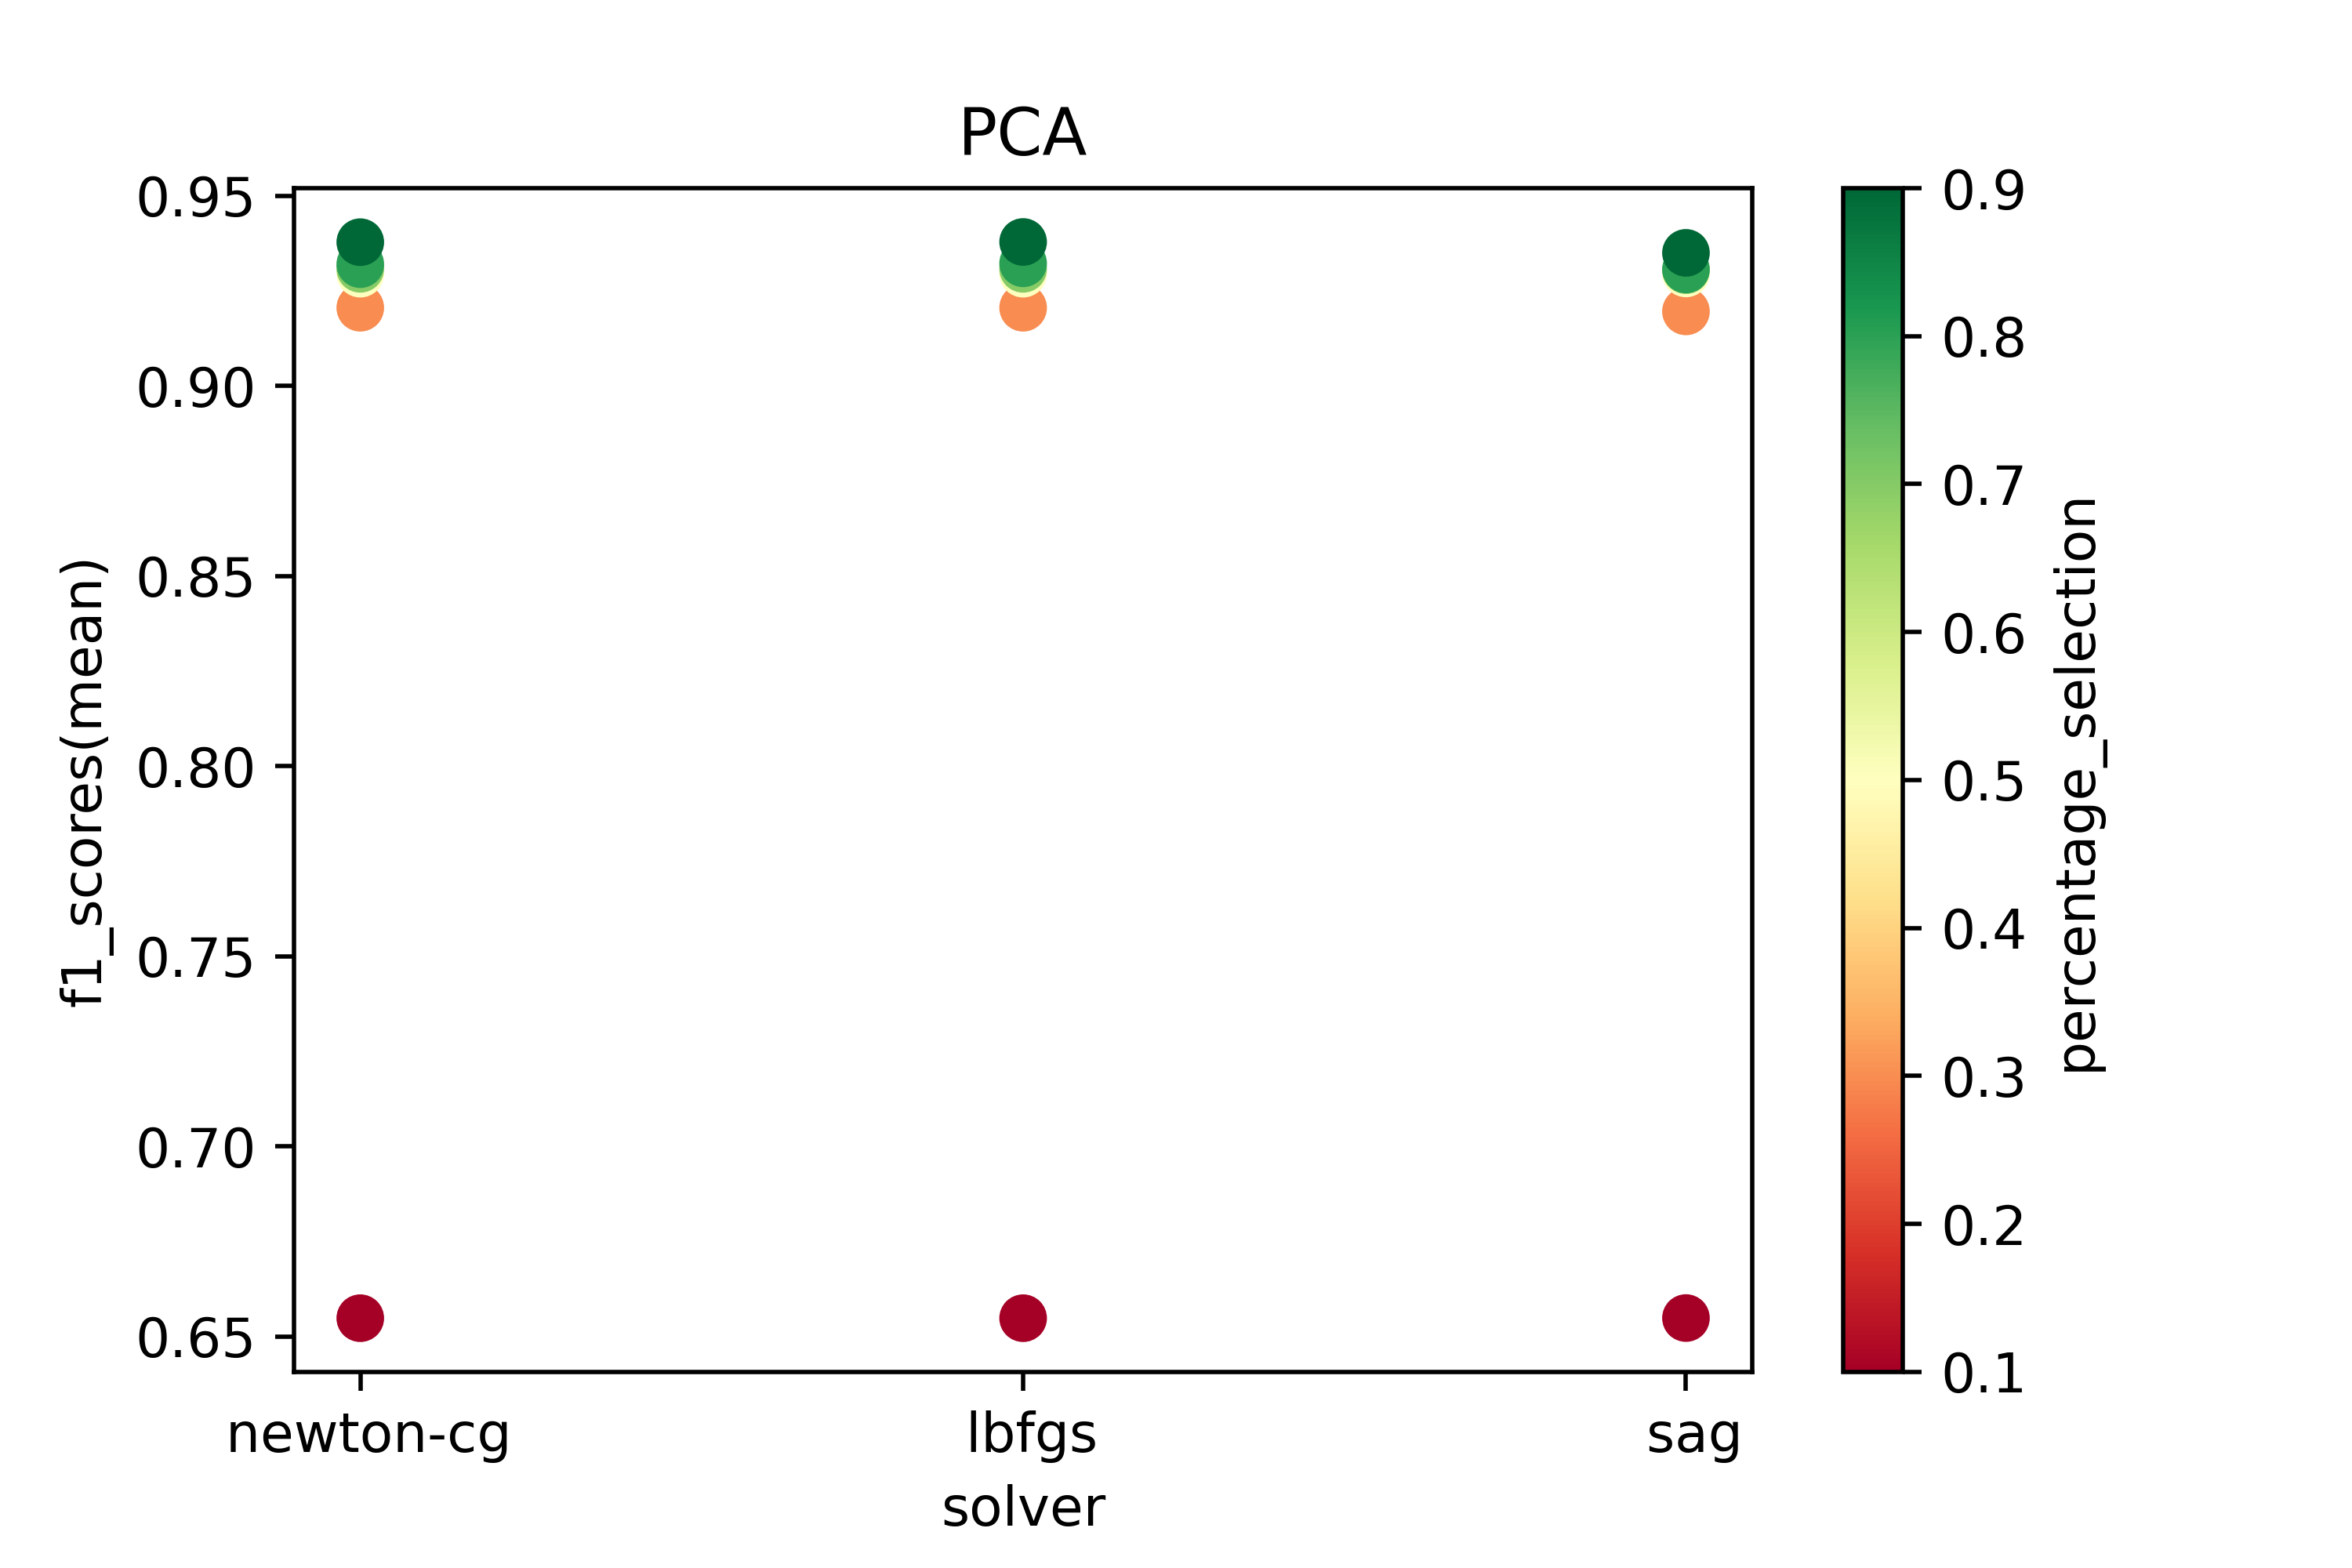 PCA
0.95
0.90
0.85
0.80
0.75
0.70
0.65
f1_scores(mean)
newton-cg
lbfgs
sag
solver
0.9
0.8
0.7
0.6
0.5
0.4
0.3
0.2
0.1
percentage_selection